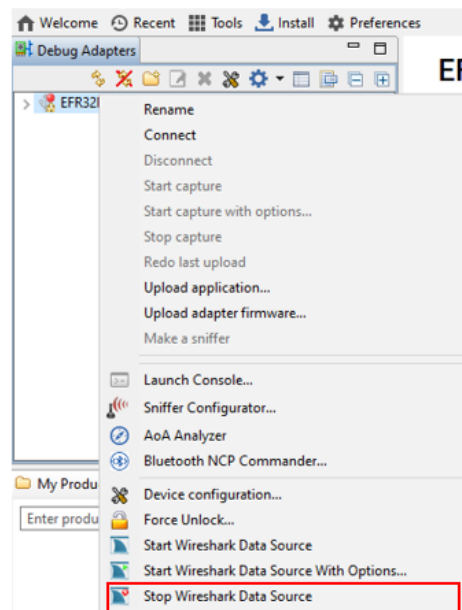 Welcome Recent Tools Install Preferences
Debug Adapters
EFR32
Rename
Connect
Disconnect
Start capture
Start capture with options...
Stop capture
Redo last upload
Upload application...
Upload adapter firmware...
Make a sniffer
Launch Console...
Sniffer Configurator...
AoA Analyzer
Bluetooth NCP Commander...
My Produ
Device configuration...
Enter produ
Force Unlock...
Start Wireshark Data Source
Start Wireshark Data Source With Options...
Stop Wireshark Data Source